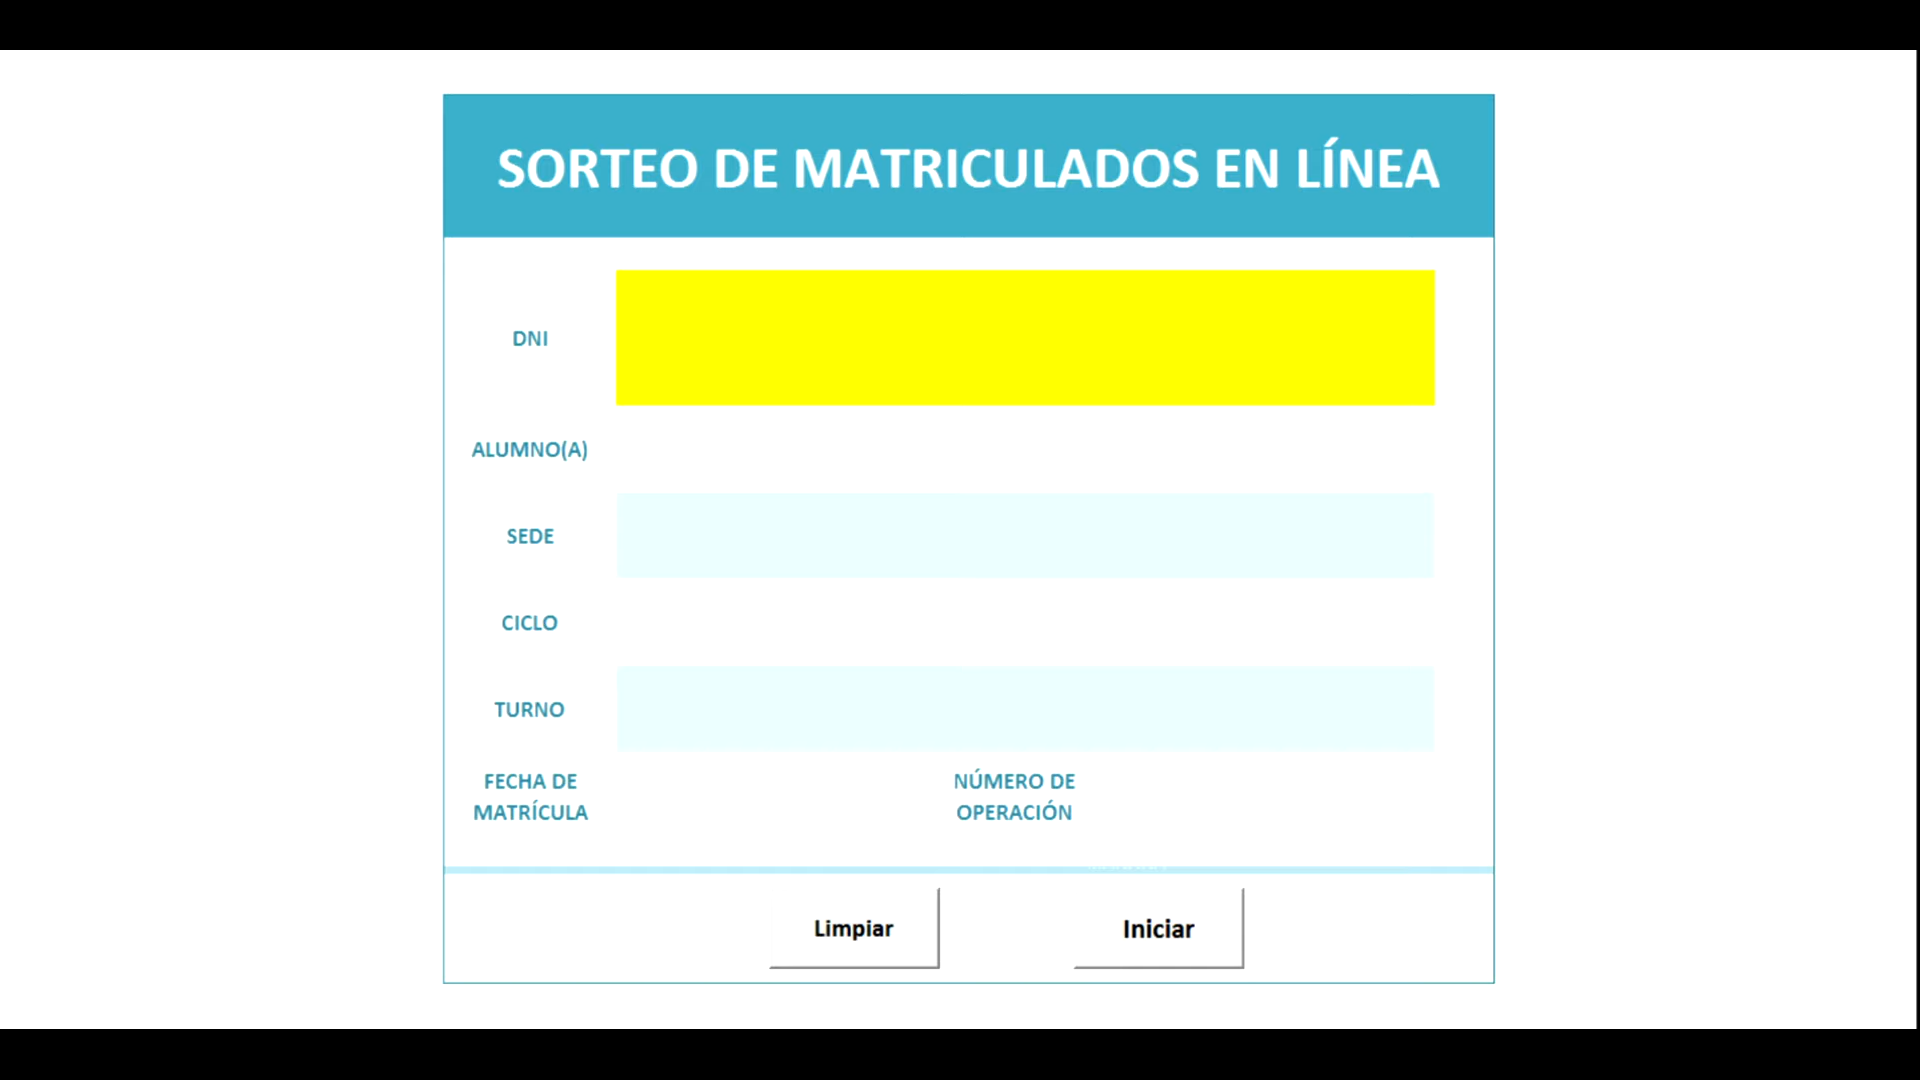 SORTEO DE MATRICULADOS EN LÍNEA
DNI
ALUMNO(A)
SEDE
CICLO
TURNO
FECHA DE
MATRÍCULA
NÚMERO DE
OPERACIÓN
Limpiar
Iniciar